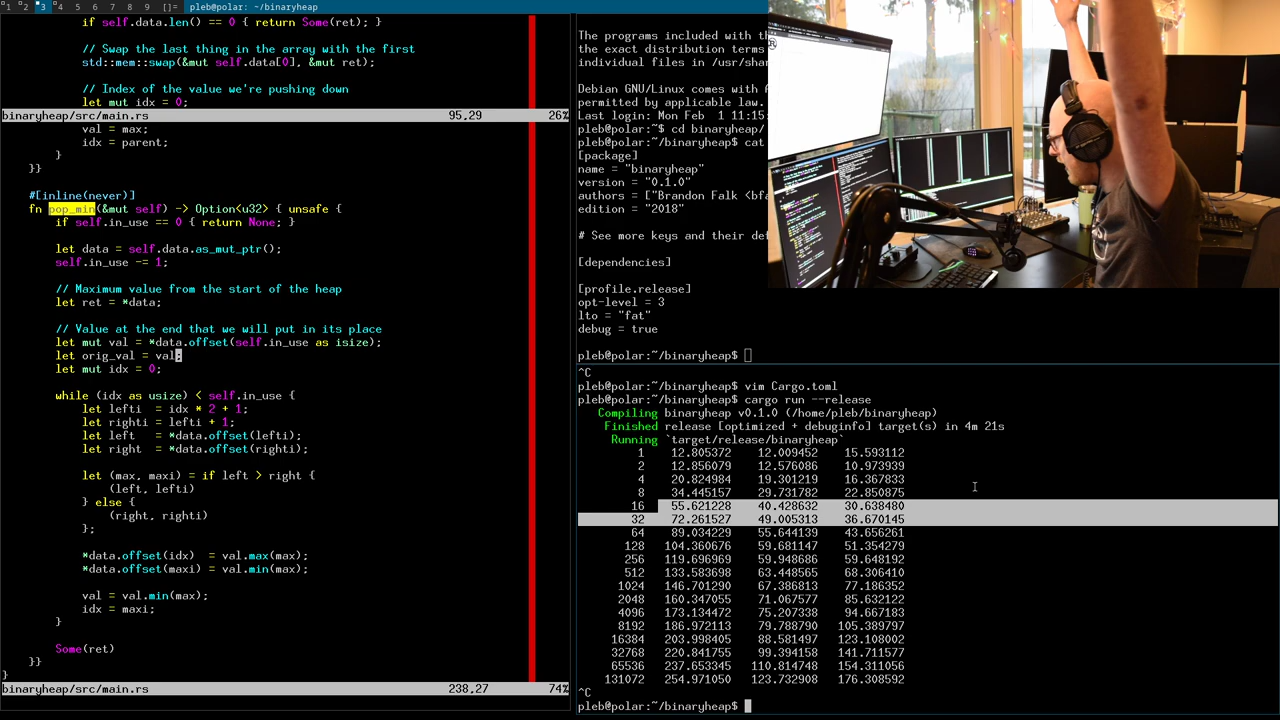 1 2 3 4 5 6 7 8 9 []= pleb@polar: ~/binaryheap
if self.data.len() == 0 { return Some(ret); }
// Swap the last thing in the array with the first
std::mem::swap(&mut self.data[0], &mut ret);
// Index of the value we're pushing down
let mut idx = 0;
binaryheap/src/main.rs 95,29 26%
val = max;
idx = parent;
}
}}
#[inline(never)]
fn pop_min(&mut self) -> Option<u32> { unsafe {
if self.in_use == 0 { return None; }
let data = self.data.as_mut_ptr();
self.in_use -= 1;
// Maximum value from the start of the heap
let ret = *data;
// Value at the end that we will put in its place
let mut val = *data.offset(self.in_use as isize);
let orig_val = val;
let mut idx = 0;
while (idx as usize) < self.in_use {
let lefti = idx * 2 + 1;
let righti = lefti + 1;
let left = *data.offset(lefti);
let right = *data.offset(righti);
let (max, maxi) = if left > right {
(left, lefti)
} else {
(right, righti)
};
*data.offset(idx) = val.max(max);
*data.offset(maxi) = val.min(max);
val = val.min(max);
idx = maxi;
}
Some(ret)
}}
}
binaryheap/src/main.rs 238,27 74%
The programs included with th
the exact distribution terms
individual files in /usr/shar
Debian GNU/Linux comes with A
permitted by applicable law.
Last login: Mon Feb 1 11:15:
pleb@polar:~$ cd binaryheap/
pleb@polar:~/binaryheap$ cat
[package]
name = "binaryheap"
version = "0.1.0"
authors = ["Brandon Falk <bfa
edition = "2018"
# See more keys and their def
[dependencies]
[profile.release]
opt-level = 3
lto = "fat"
debug = true
pleb@polar:~/binaryheap$
^C
pleb@polar:~/binaryheap$ vim Cargo.toml
pleb@polar:~/binaryheap$ cargo run --release
Compiling binaryheap v0.1.0 (/home/pleb/binaryheap)
Finished release [optimized + debuginfo] target(s) in 4m 21s
Running `target/release/binaryheap`
1 12.805372 12.009452 15.593112
2 12.856079 12.576086 10.973939
4 20.824984 19.301219 16.367833
8 34.445157 29.731782 22.850875
16 55.621228 40.428632 30.638480
32 72.261527 49.005313 36.670145
64 89.034229 55.644139 43.656261
128 104.360676 59.681147 51.354279
256 119.696969 59.948686 59.648192
512 133.583698 63.448565 68.306410
1024 146.701290 67.386813 77.186352
2048 160.347055 71.067577 85.632122
4096 173.134472 75.207338 94.667183
8192 186.972113 79.788790 105.389797
16384 203.998405 88.581497 123.108002
32768 220.841755 99.394158 141.711577
65536 237.653345 110.814748 154.311056
131072 254.971050 123.732908 176.308592
^C
pleb@polar:~/binaryheap$